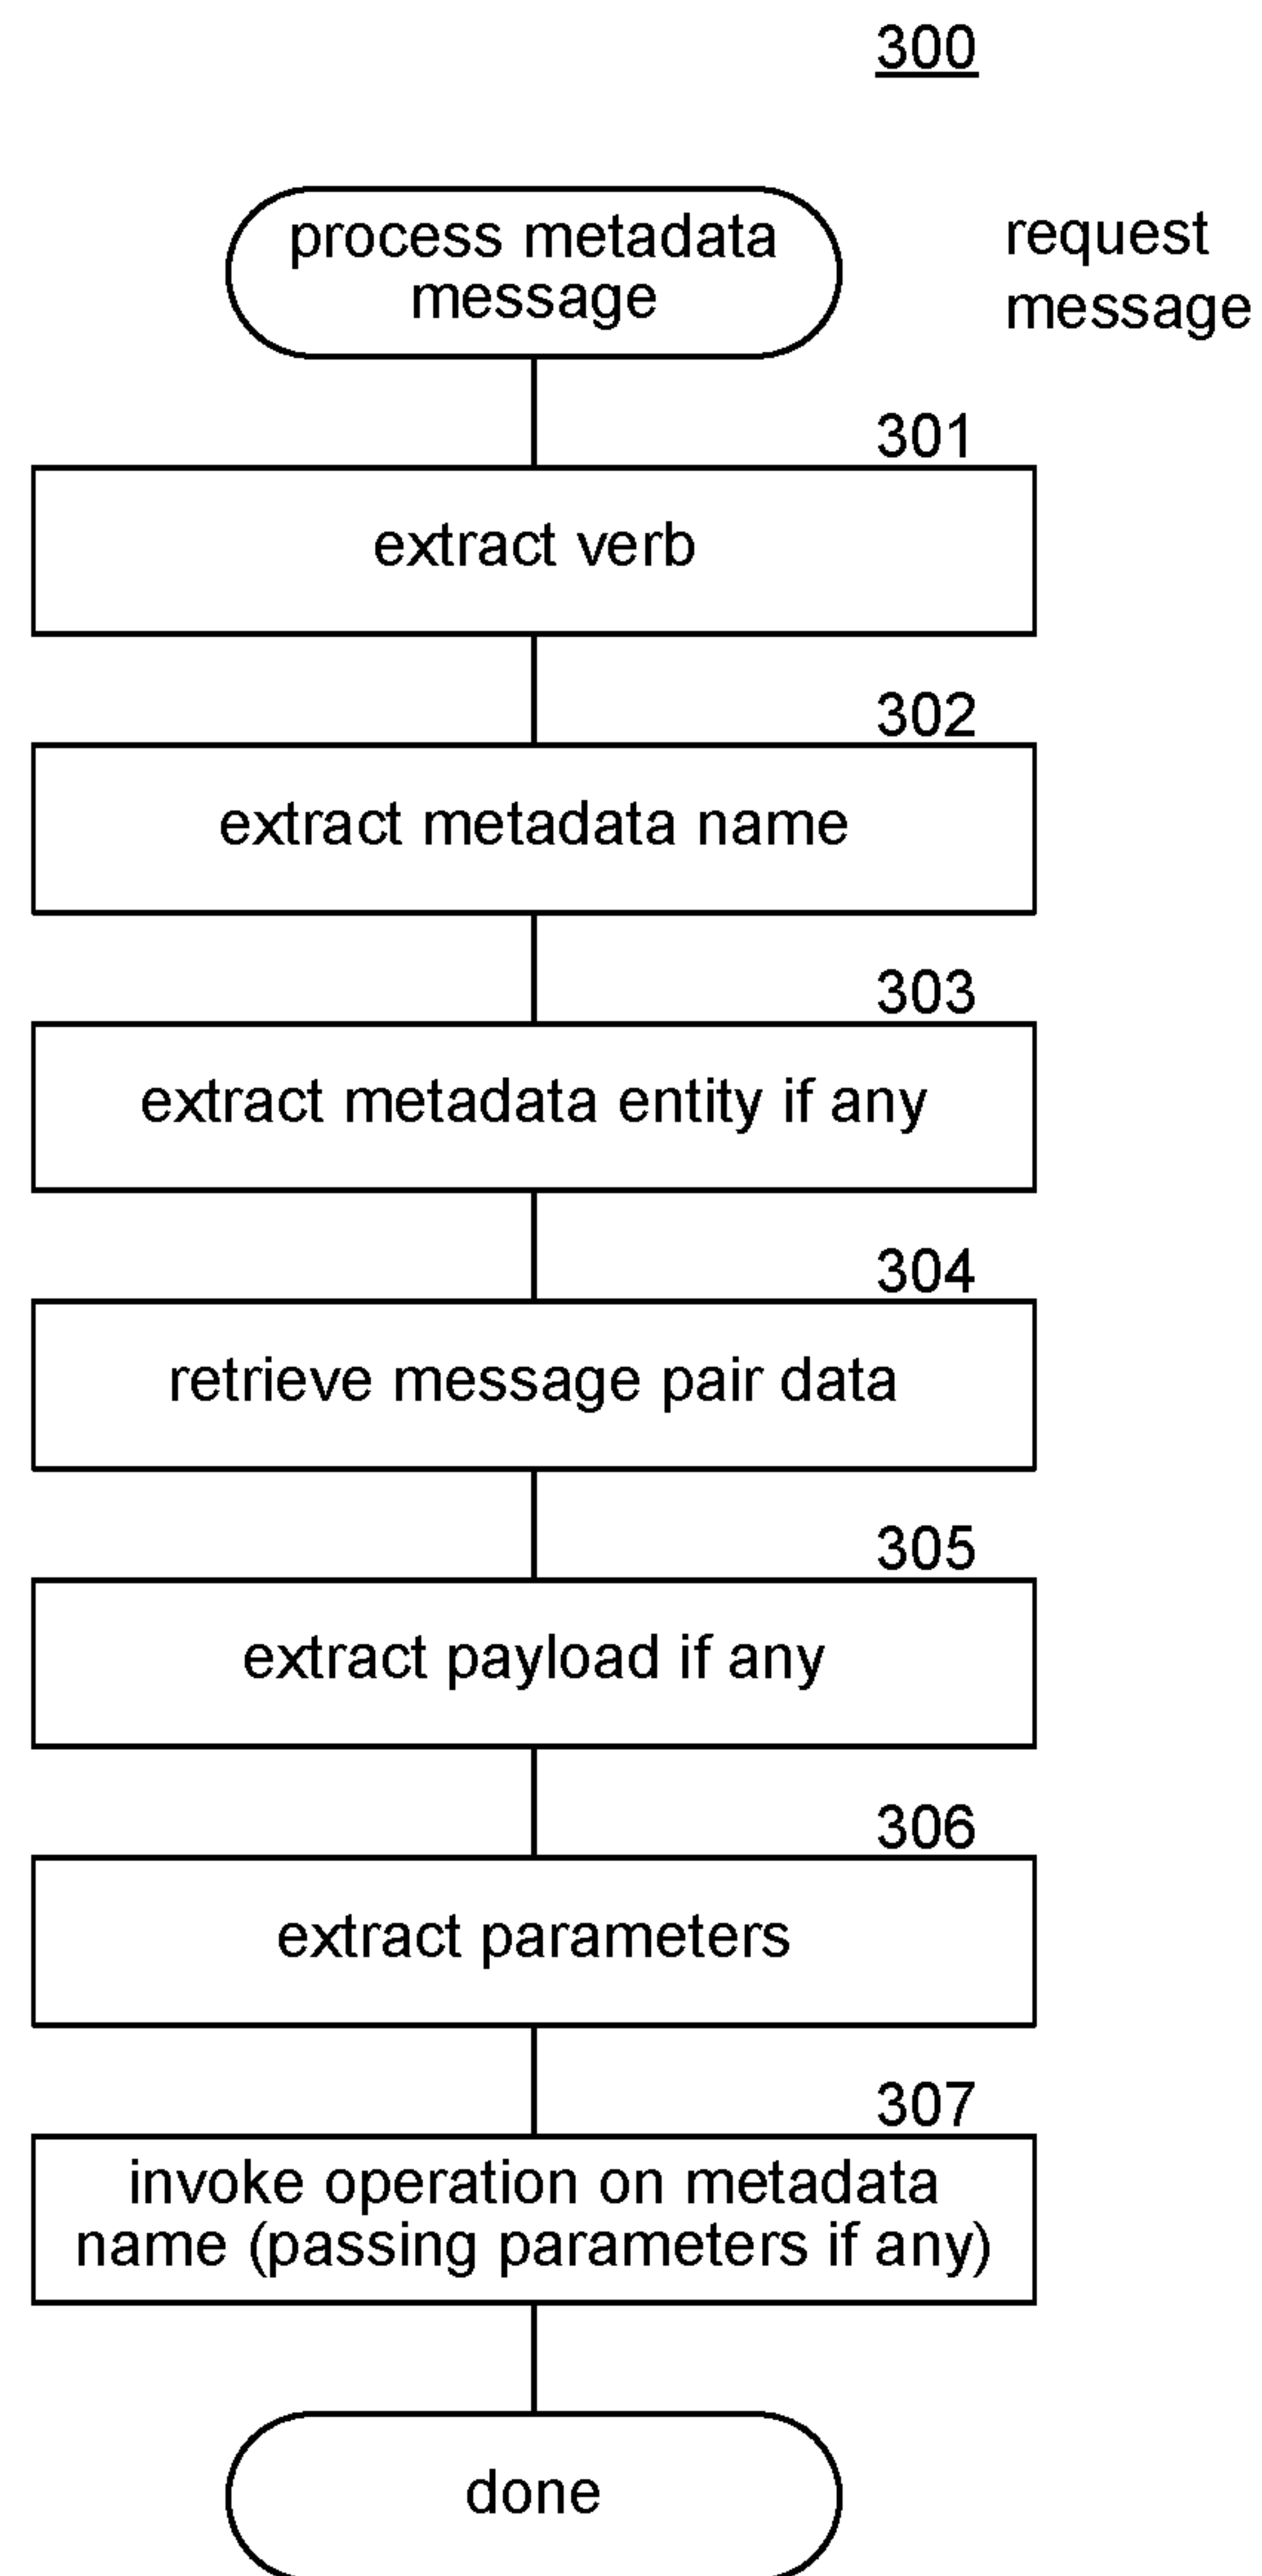 300
process metadata
message
request
message
301
extract verb
302
extract metadata name
303
extract metadata entity if any
304
retrieve message pair data
305
extract payload if any
306
extract parameters
307
invoke operation on metadata
name (passing parameters if any)
done